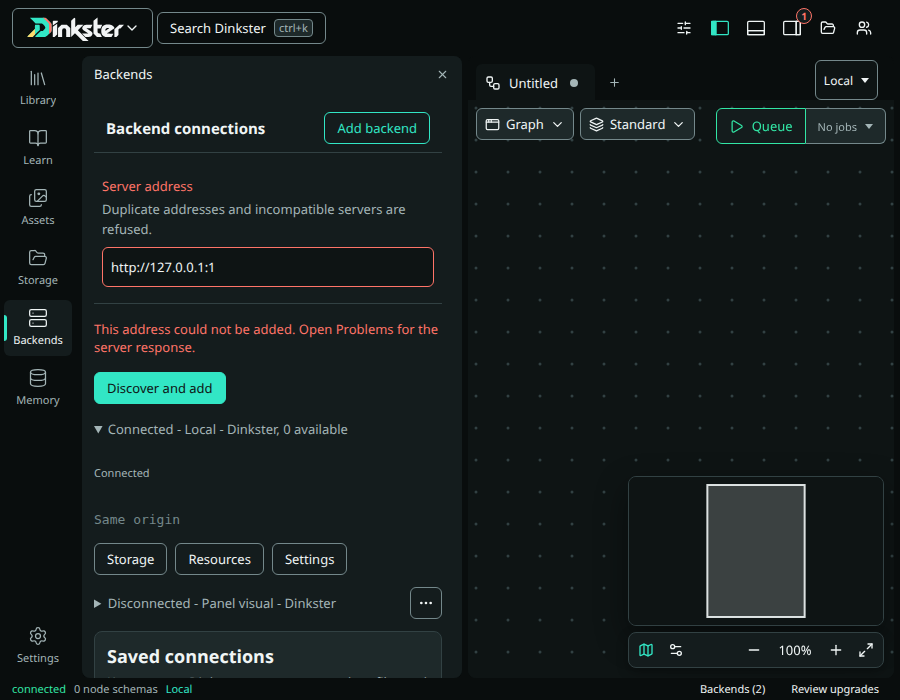 Dinkster
Search Dinkster ctrl+k
1
Library
Learn
Assets
Storage
Backends
Memory
Settings
Backends
Backend connections
Add backend
Server address
Duplicate addresses and incompatible servers are
refused.
http://127.0.0.1:1
This address could not be added. Open Problems for the
server response.
Discover and add
Connected - Local - Dinkster, 0 available
Connected
Same origin
Storage Resources Settings
Disconnected - Panel visual - Dinkster
Saved connections
Untitled
Local
Graph Standard Queue No jobs
100%
connected 0 node schemas Local
Backends (2) Review upgrades